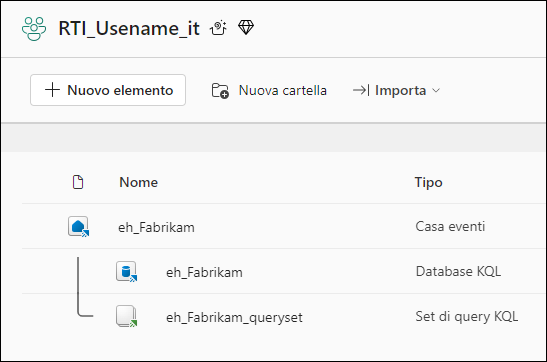 RTI_Usename_it
Nuovo elemento Nuova cartella Importa
Nome Tipo
eh_Fabrikam Casa eventi
eh_Fabrikam Database KQL
eh_Fabrikam_queryset Set di query KQL